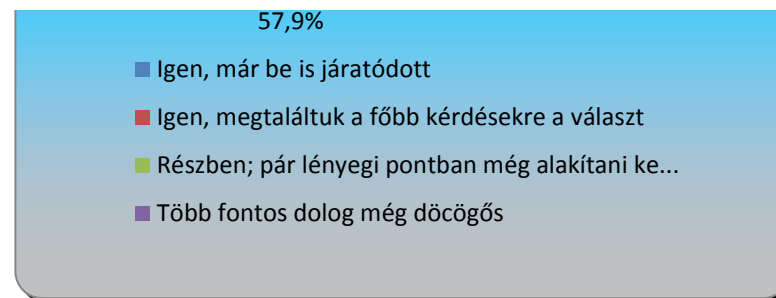 57,9%
Igen, már be is járatódott
Igen, megtaláltuk a főbb kérdésekre a választ
Részben; pár lényegi pontban még alakítani ke...
Több fontos dolog még döcögős